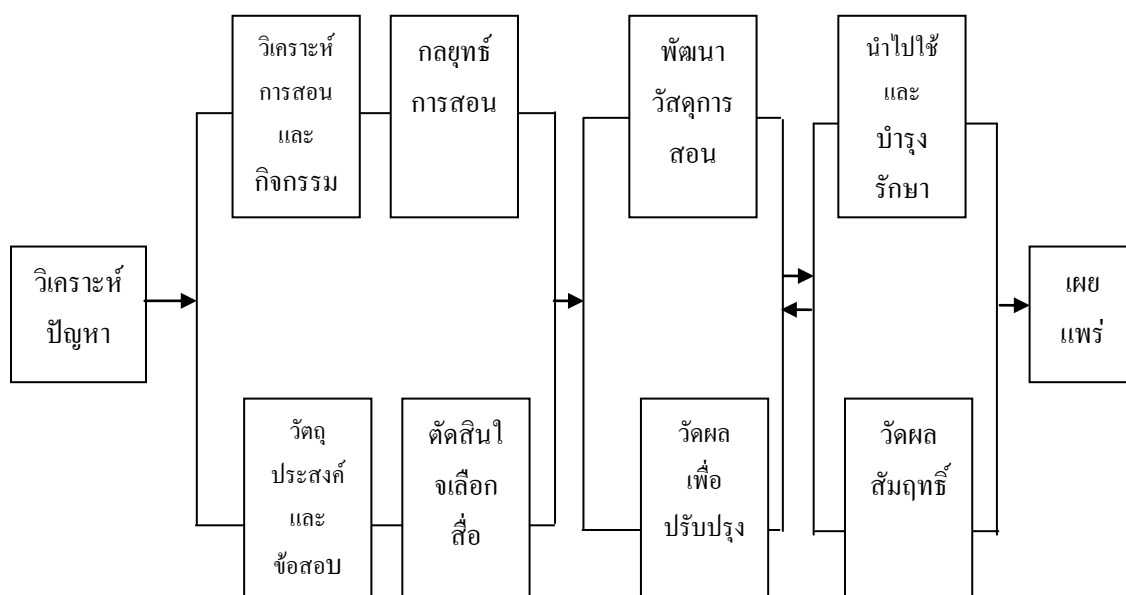 วิเคราะห์
การสอน
และ
กิจกรรม
กลยุทธ์
การสอน
พัฒนา
วัสดุการ
สอน
นำไปใช้
และ
บำรุง
รักษา
วิเคราะห์
ปัญหา
เผย
แพร่
วัตถุ
ประสงค์
และ
ข้อสอบ
ตัดสินใ
จเลือก
สื่อ
วัดผล
เพื่อ
ปรับปรุง
วัดผล
สัมฤทธิ์